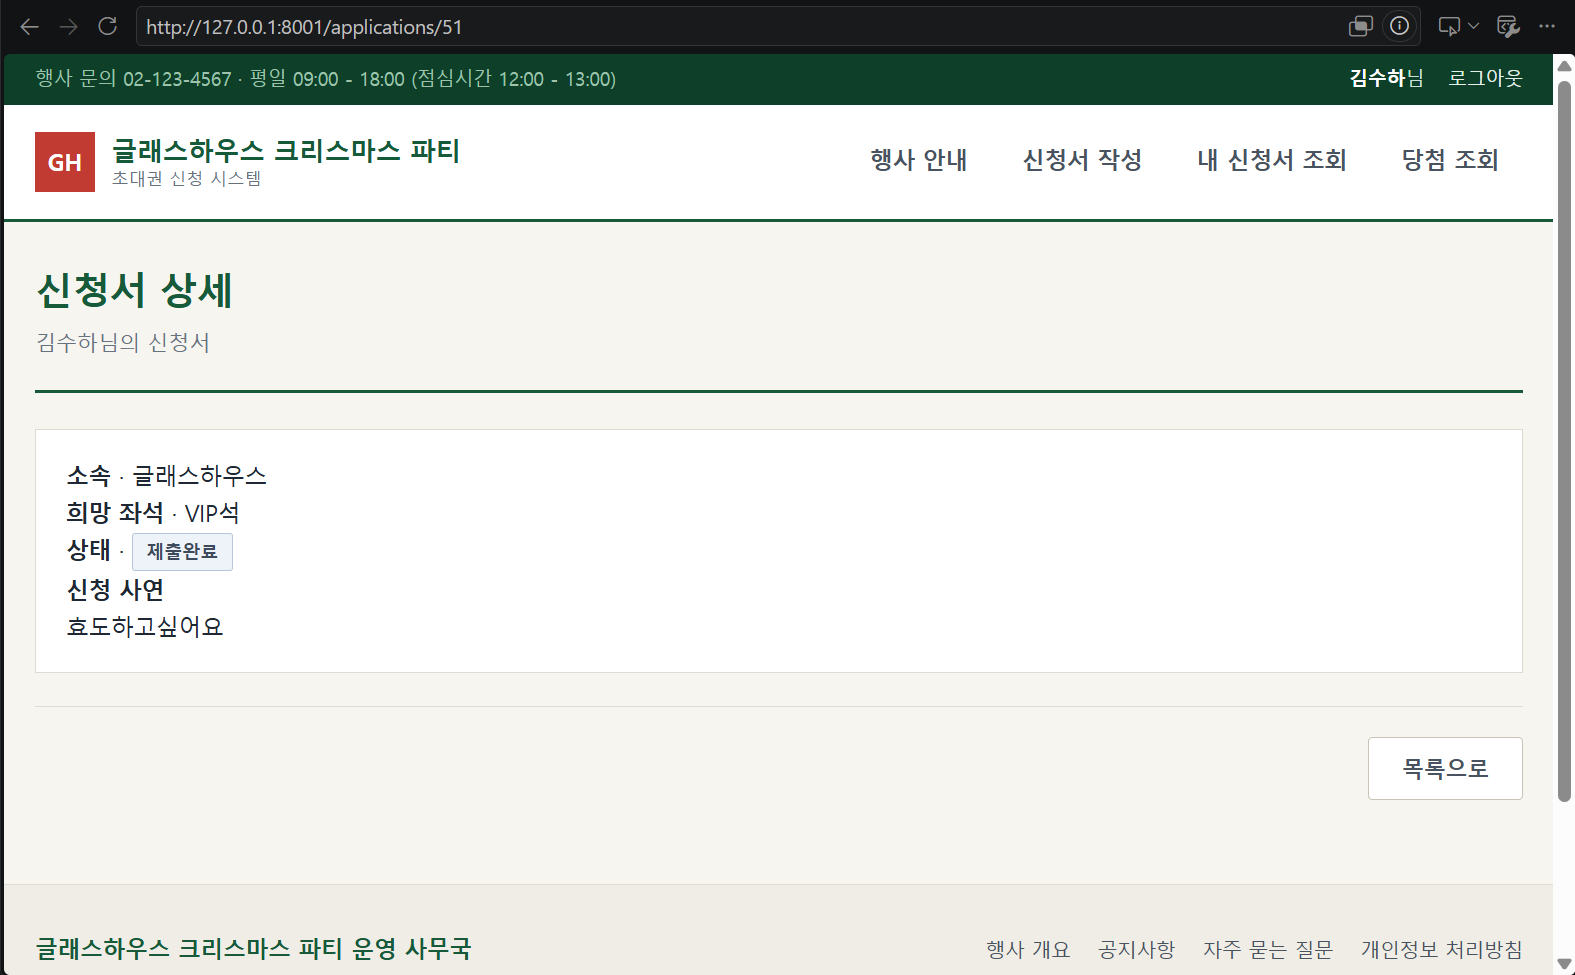 http://127.0.0.1:8001/applications/51
행사 문의 02-123-4567 · 평일 09:00 - 18:00 (점심시간 12:00 - 13:00)
김수하님 로그아웃
GH
글래스하우스 크리스마스 파티
초대권 신청 시스템
행사 안내 신청서 작성 내 신청서 조회 당첨 조회
신청서 상세
김수하님의 신청서
소속 · 글래스하우스
희망 좌석 · VIP석
상태 · 제출완료
신청 사연
효도하고싶어요
목록으로
글래스하우스 크리스마스 파티 운영 사무국
행사 개요 공지사항 자주 묻는 질문 개인정보 처리방침